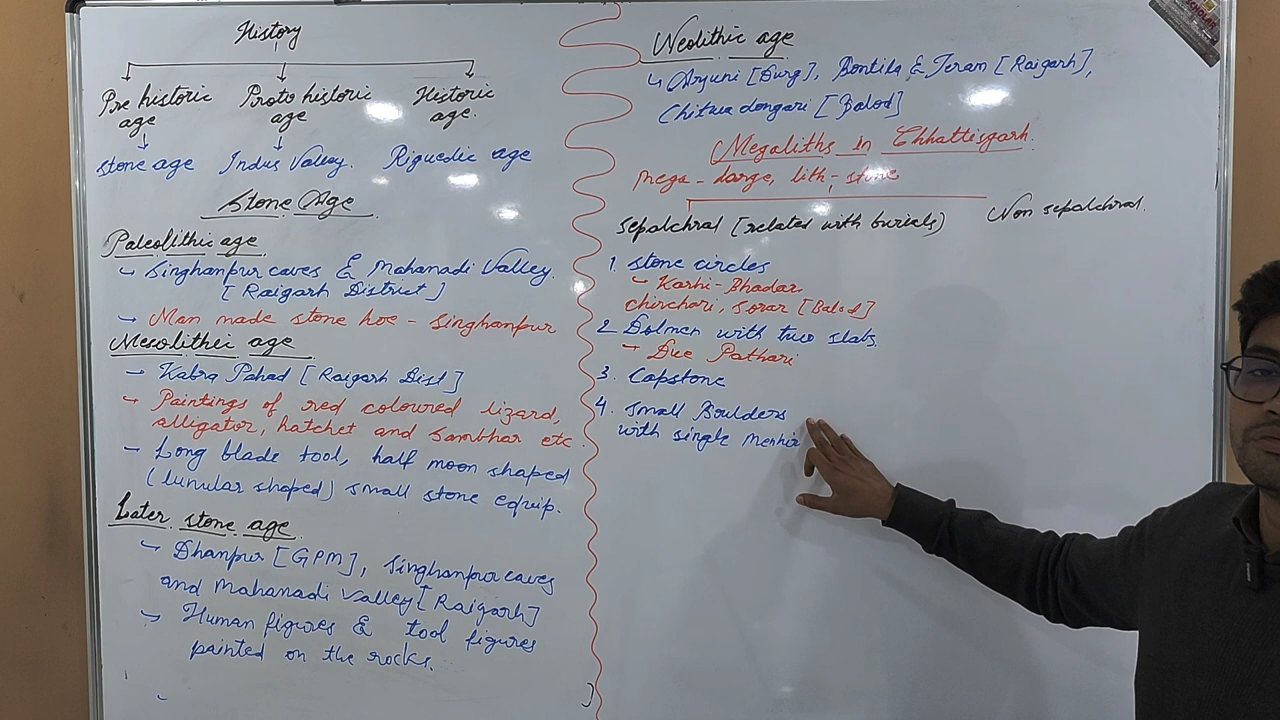 History
Pre historic age
Proto historic age
Historic age.
Stone age
Indus Valley.
Rigvedic age
Stone Age
Paleolithic age
Singhanpur caves & Mahanadi Valley.
[Raigarh District]
Man made stone hoe - Singhanpur
Mesolithic age
Kabra Pahad [Raigarh Dist]
Paintings of red coloured lizard,
alligator, hatchet and Sambhar etc.
Long blade tool, half moon shaped
(lunular shaped) small stone equip.
Later stone age
Dhanpur [GPM], Singhanpur caves
and Mahanadi Valley [Raigarh]
Human figures & tool figures
painted on the rocks.
Neolithic age
Arjuni [Durg], Bontila & Teram [Raigarh],
Chitwa dongari [Balod]
Megaliths in Chhattisgarh.
Mega - Large, lith - stone
Sepalchral [related with burials)
Non sepalchral.
1. Stone circles
Karhi-Bhadar
Chirchari, Sorar [Balod]
2 Dolmen with two slabs.
Due Pathari
3. Capstone
4. Small Boulders
with single Menhir